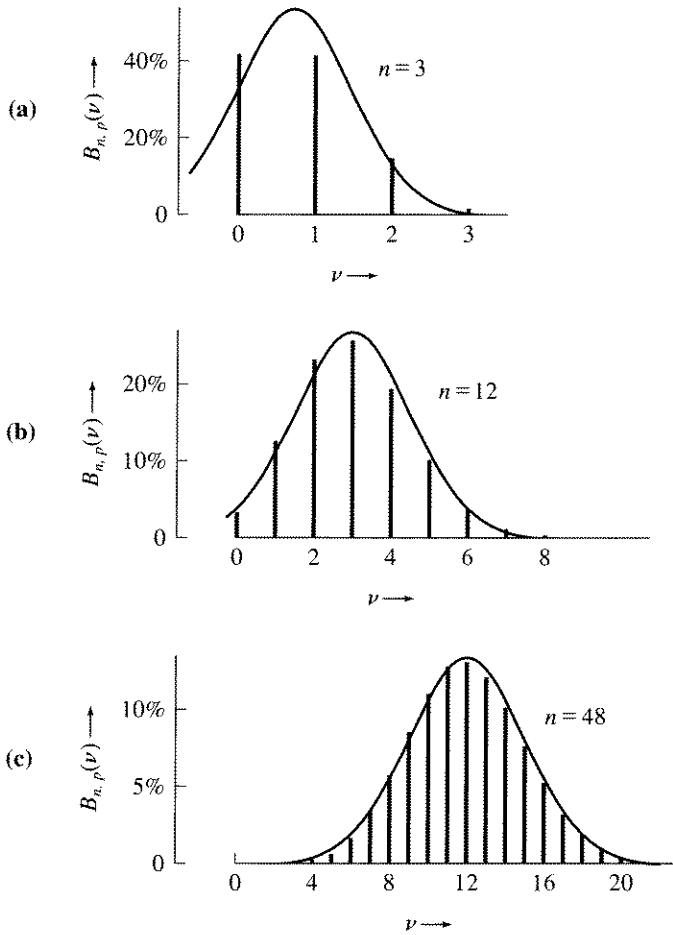 (a)
B_{n, p}(ν) →
40%
20%
0
n = 3
0 1 2 3
ν →
(b)
B_{n, p}(ν) →
20%
10%
0
n = 12
0 2 4 6 8
ν →
(c)
B_{n, p}(ν) →
10%
5%
0
n = 48
0 4 8 12 16 20
ν →